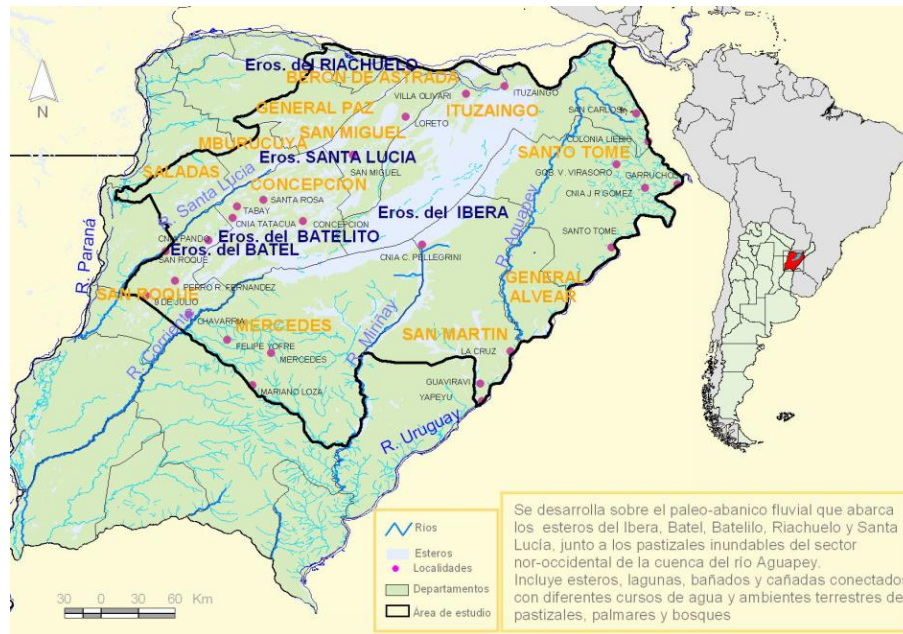 Eros. del RIACHUELO
BERON DE ASTRADA
VILLA OLIVARI
ITUZAINGO
N
GENERAL PAZ
ITUZAINGO
SAN CARLOS
LORETO
MBURUCUYA
SAN MIGUEL
COLONIA LIEBIG
Eros. SANTA LUCIA
SANTO TOME
SALADAS
SAN MIGUEL
GOB. V. VIRASORO
GARRUCHO
CONCEPCION
CNIA J R GOMEZ
R. Santa Lucia
SANTA ROSA
TABAY
Eros. del IBERA
CNIA TATACUA
CONCEPCION
R. Aguapey
R. Paraná
CNIA PANDO
Eros. del BATELITO
SANTO TOME
Eros. del BATEL
CNIA C. PELLEGRINI
SAN ROQUE
GENERAL
ALVEAR
PERRO R. FERNANDEZ
SAN ROQUE
9 DE JULIO
CHAVARRIA
R. Corriente
MERCEDES
R. Miriñay
SAN MARTIN
FELIPE YOFRE
MERCEDES
LA CRUZ
MARIANO LOZA
GUAVIRAVI
YAPEYU
R. Uruguay
Ríos
Esteros
Localidades
Departamentos
Área de estudio
30 0 30 60 Km
Se desarrolla sobre el paleo-abanico fluvial que abarca
los esteros del Ibera, Batel, Batelilo, Riachuelo y Santa
Lucía, junto a los pastizales inundables del sector
nor-occidental de la cuenca del río Aguapey.
Incluye esteros, lagunas, bañados y cañadas conectados
con diferentes cursos de agua y ambientes terrestres de
pastizales, palmares y bosques